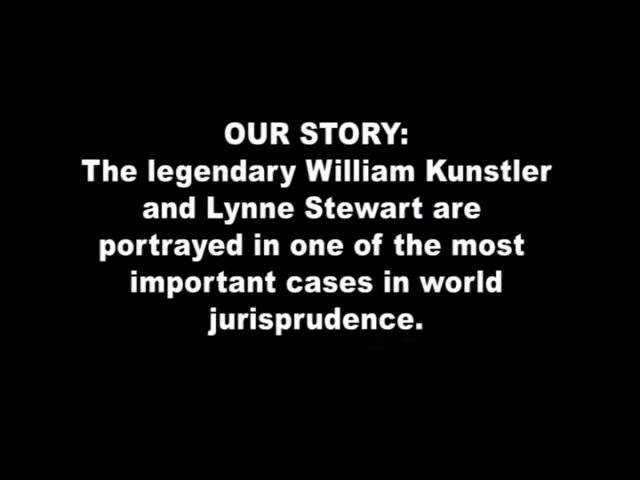 OUR STORY:
The legendary William Kunstler
and Lynne Stewart are
portrayed in one of the most
important cases in world
jurisprudence.